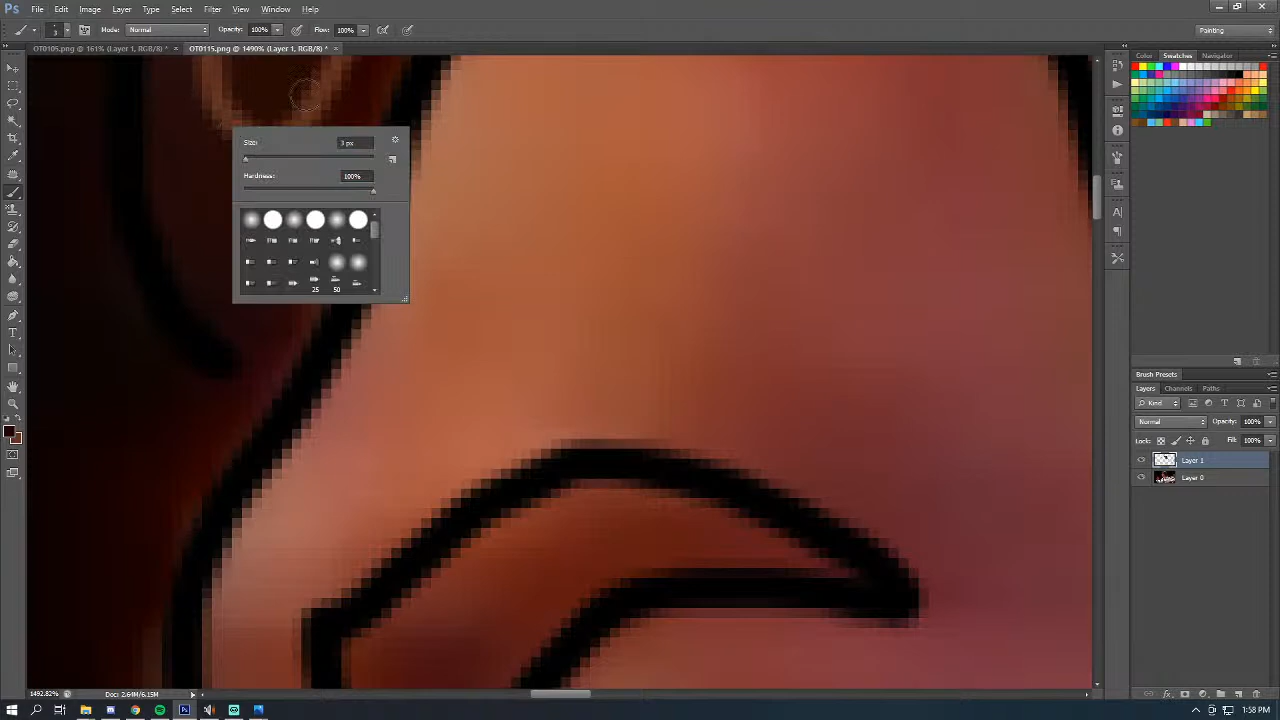 Ps File Edit Image Layer Type Select Filter View Window Help
3 Mode: Normal Opacity: 100% Flow: 100% Painting
OT0105.png @ 161% (Layer 1, RGB/8) * × OT0115.png @ 1490% (Layer 1, RGB/8) * ×
Color Swatches Navigator
Size: 3 px
Hardness: 100%
25 50
Brush Presets
Layers Channels Paths
Kind
Normal Opacity: 100%
Lock: Fill: 100%
Layer 1
Layer 0
1492.82% Doc: 2.64M/6.15M
1:58 PM